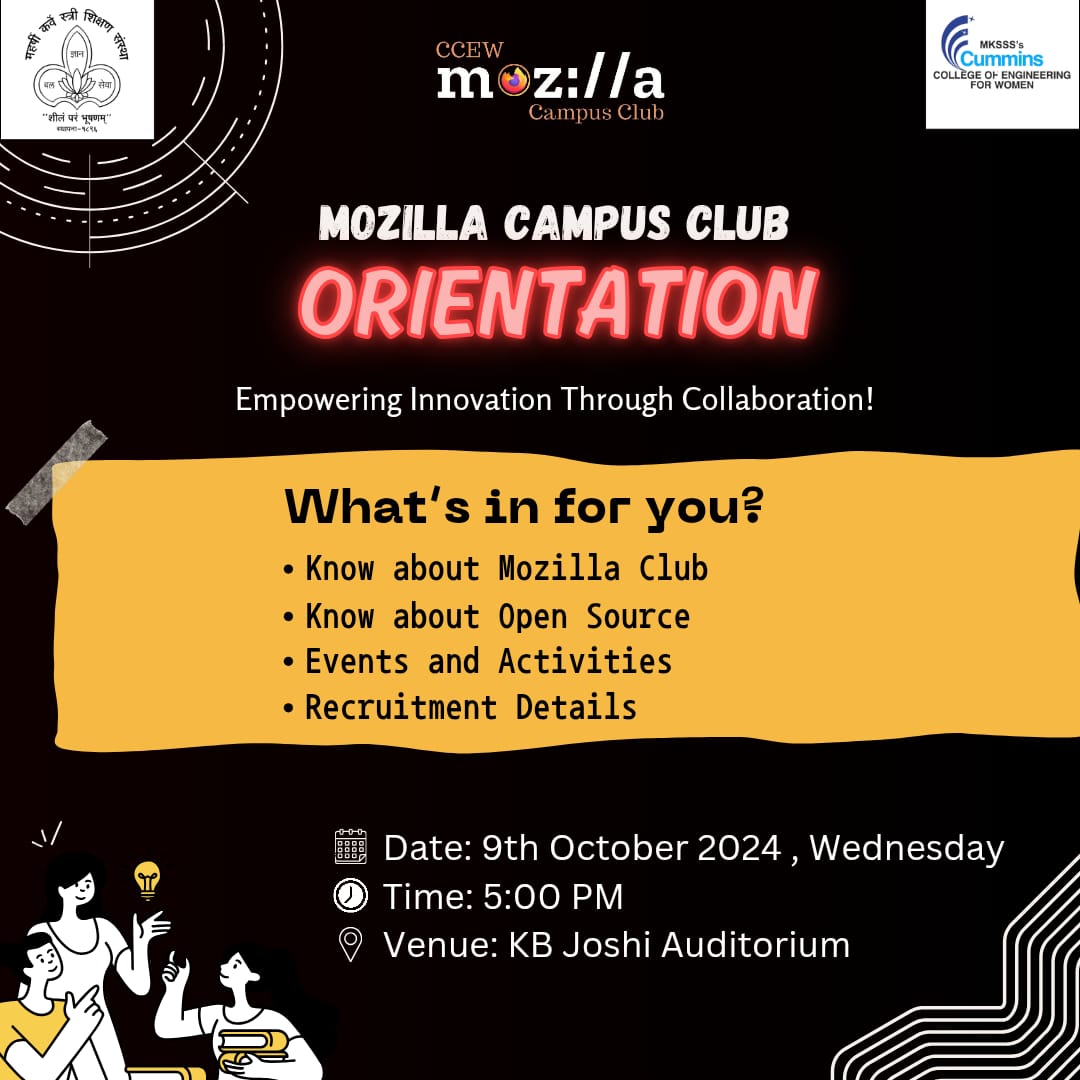 महर्षी कर्वे स्त्री शिक्षण संस्था
ज्ञान
बल सेवा
"शीलं परं भूषणम्"
स्थापना-१८९६
CCEW
moz://a
Campus Club
MKSSS's
Cummins
COLLEGE OF ENGINEERING
FOR WOMEN
MOZILLA CAMPUS CLUB
ORIENTATION
Empowering Innovation Through Collaboration!
What's in for you?
• Know about Mozilla Club
• Know about Open Source
• Events and Activities
• Recruitment Details
Date: 9th October 2024 , Wednesday
Time: 5:00 PM
Venue: KB Joshi Auditorium